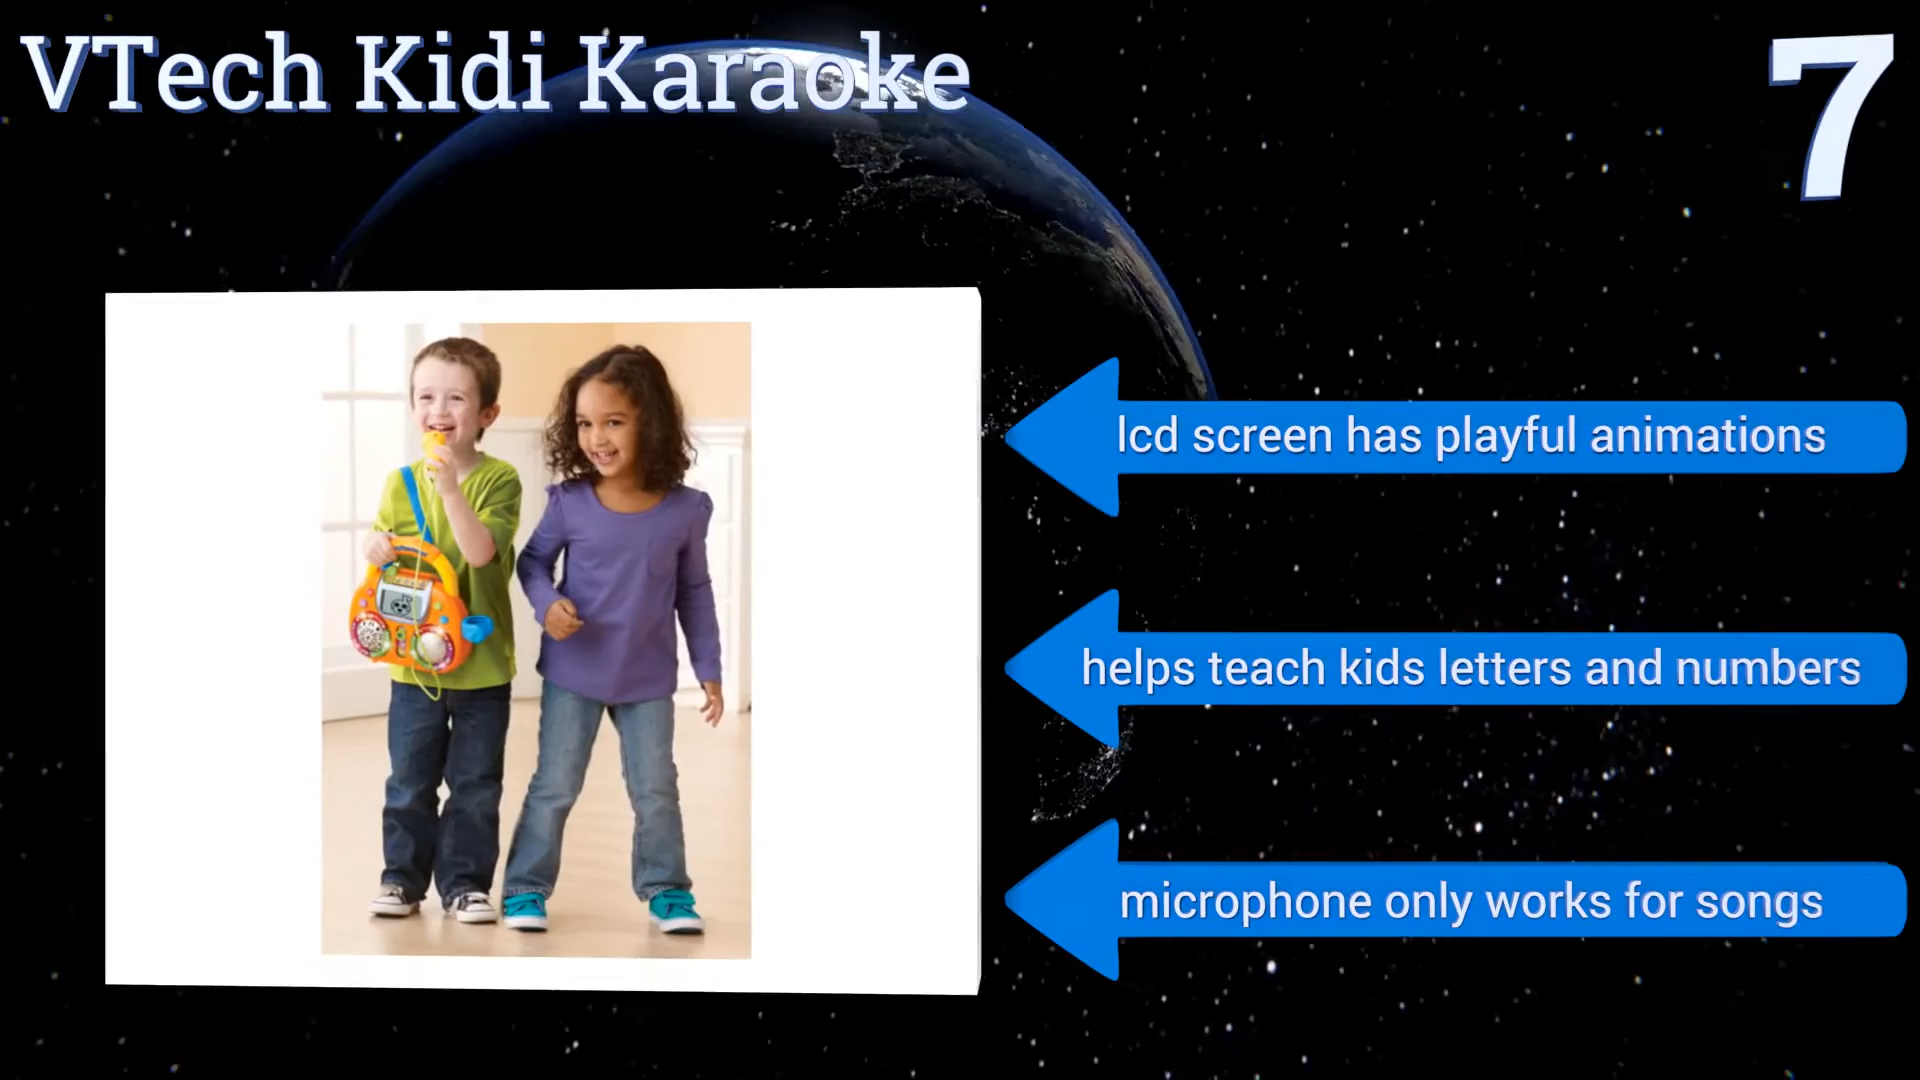 VTech Kidi Karaoke
7
lcd screen has playful animations
helps teach kids letters and numbers
microphone only works for songs